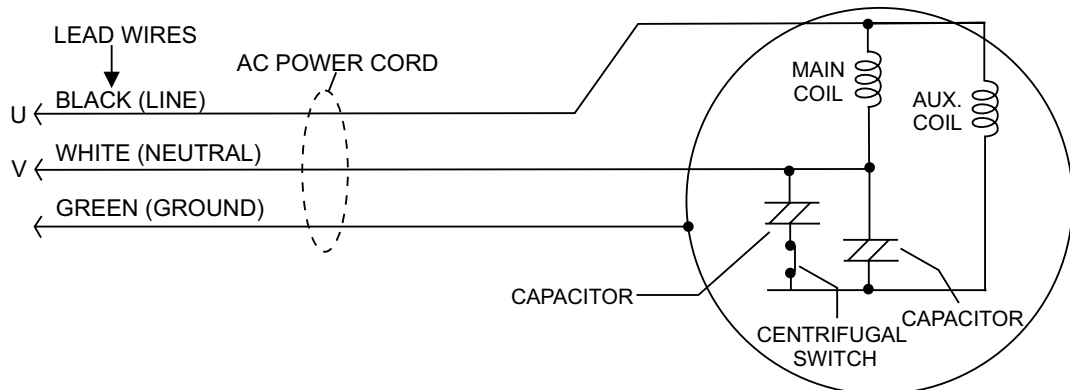 LEAD WIRES
AC POWER CORD
U
BLACK (LINE)
V
WHITE (NEUTRAL)
GREEN (GROUND)
MAIN
COIL
AUX.
COIL
CAPACITOR
CENTRIFUGAL
SWITCH
CAPACITOR